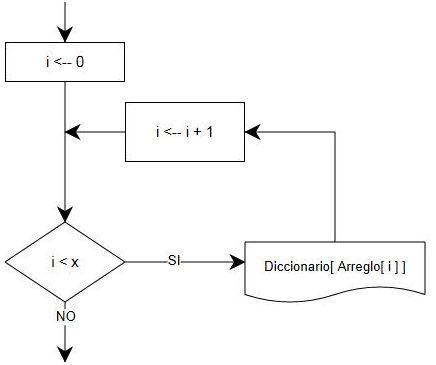 i <-- 0
i <-- i + 1
i < x
SI
Diccionario[ Arreglo[ i ] ]
NO